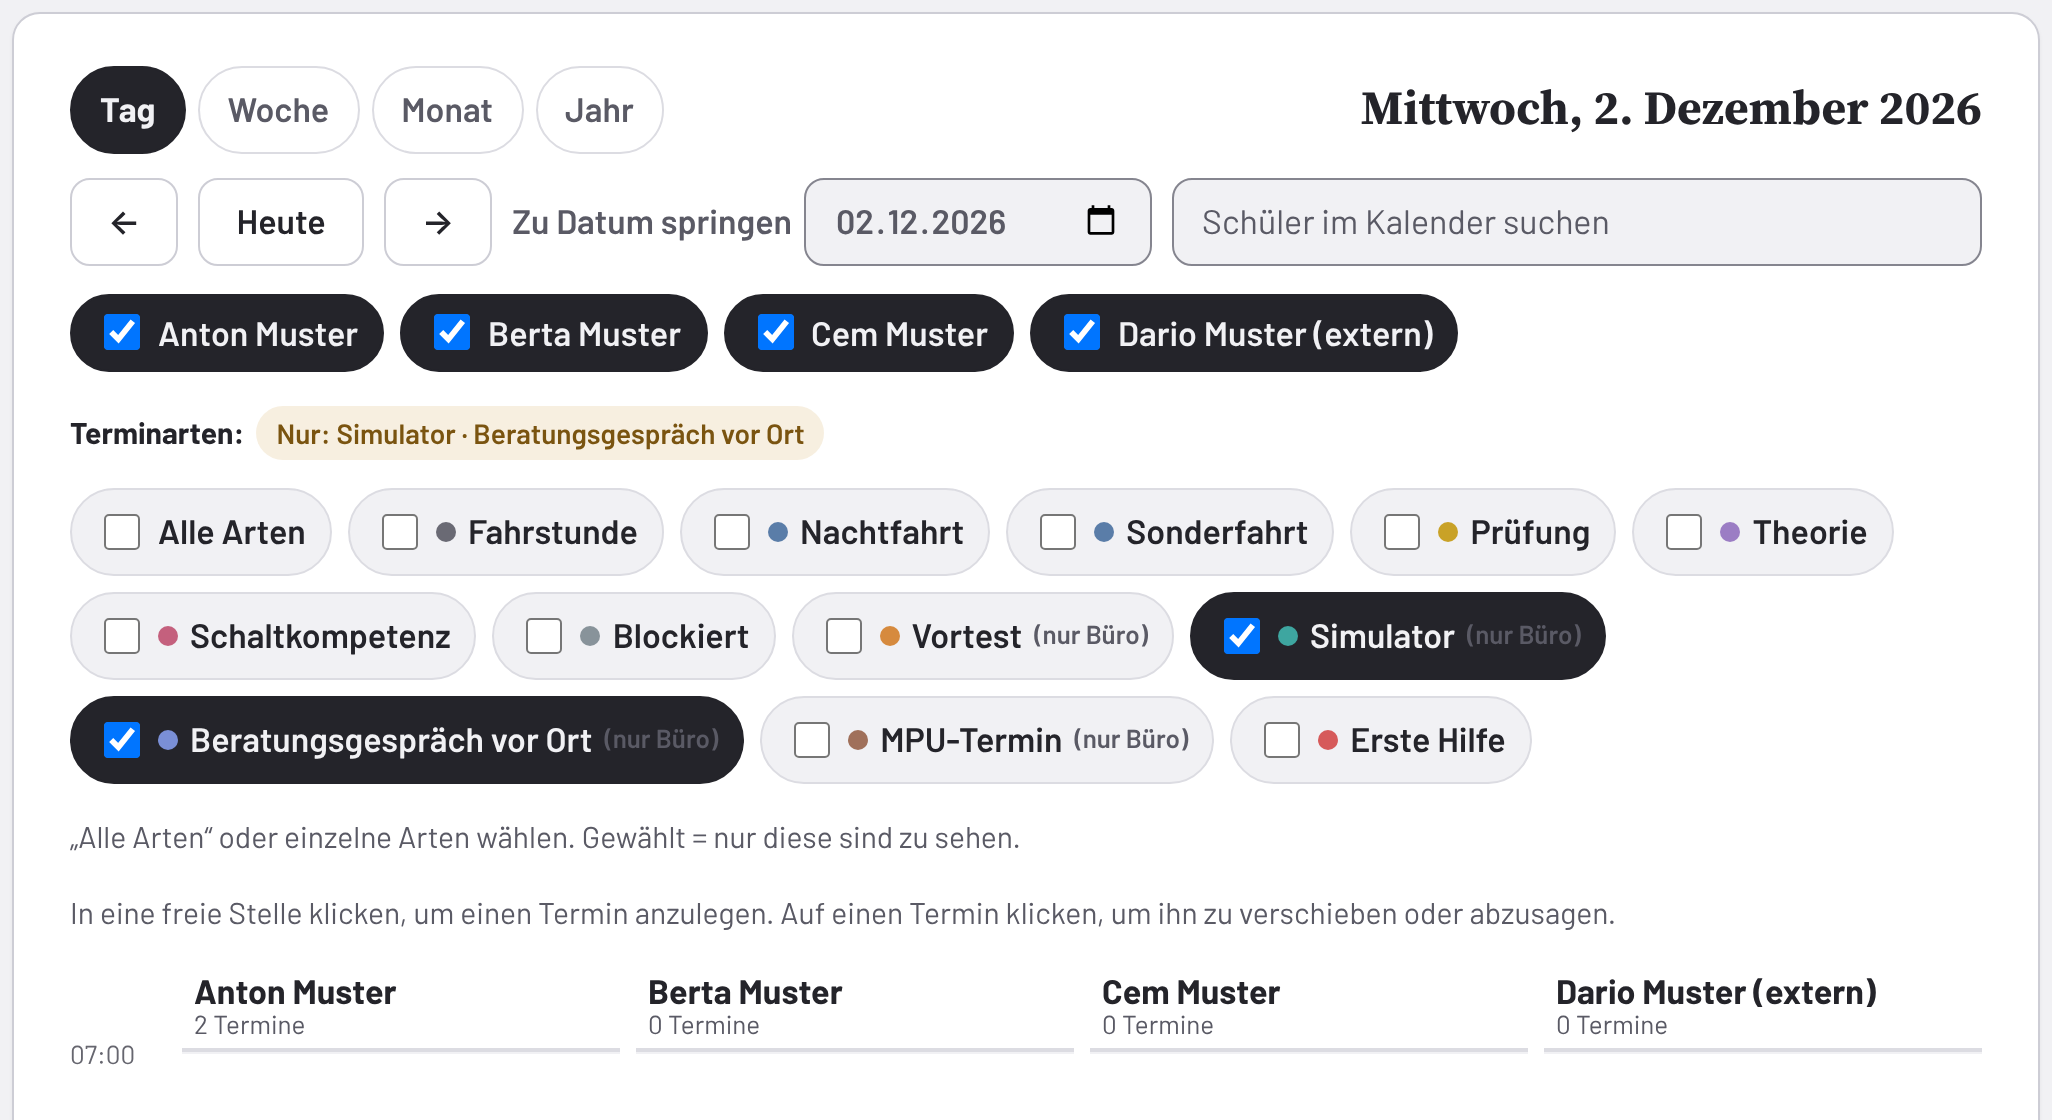 Tag Woche Monat Jahr Mittwoch, 2. Dezember 2026
← Heute → Zu Datum springen 02.12.2026 Schüler im Kalender suchen
Anton Muster Berta Muster Cem Muster Dario Muster (extern)
Terminarten: Nur: Simulator · Beratungsgespräch vor Ort
Alle Arten Fahrstunde Nachtfahrt Sonderfahrt Prüfung Theorie
Schaltkompetenz Blockiert Vortest (nur Büro) Simulator (nur Büro)
Beratungsgespräch vor Ort (nur Büro) MPU-Termin (nur Büro) Erste Hilfe
„Alle Arten“ oder einzelne Arten wählen. Gewählt = nur diese sind zu sehen.
In eine freie Stelle klicken, um einen Termin anzulegen. Auf einen Termin klicken, um ihn zu verschieben oder abzusagen.
Anton Muster Berta Muster Cem Muster Dario Muster (extern)
2 Termine 0 Termine 0 Termine 0 Termine
07:00